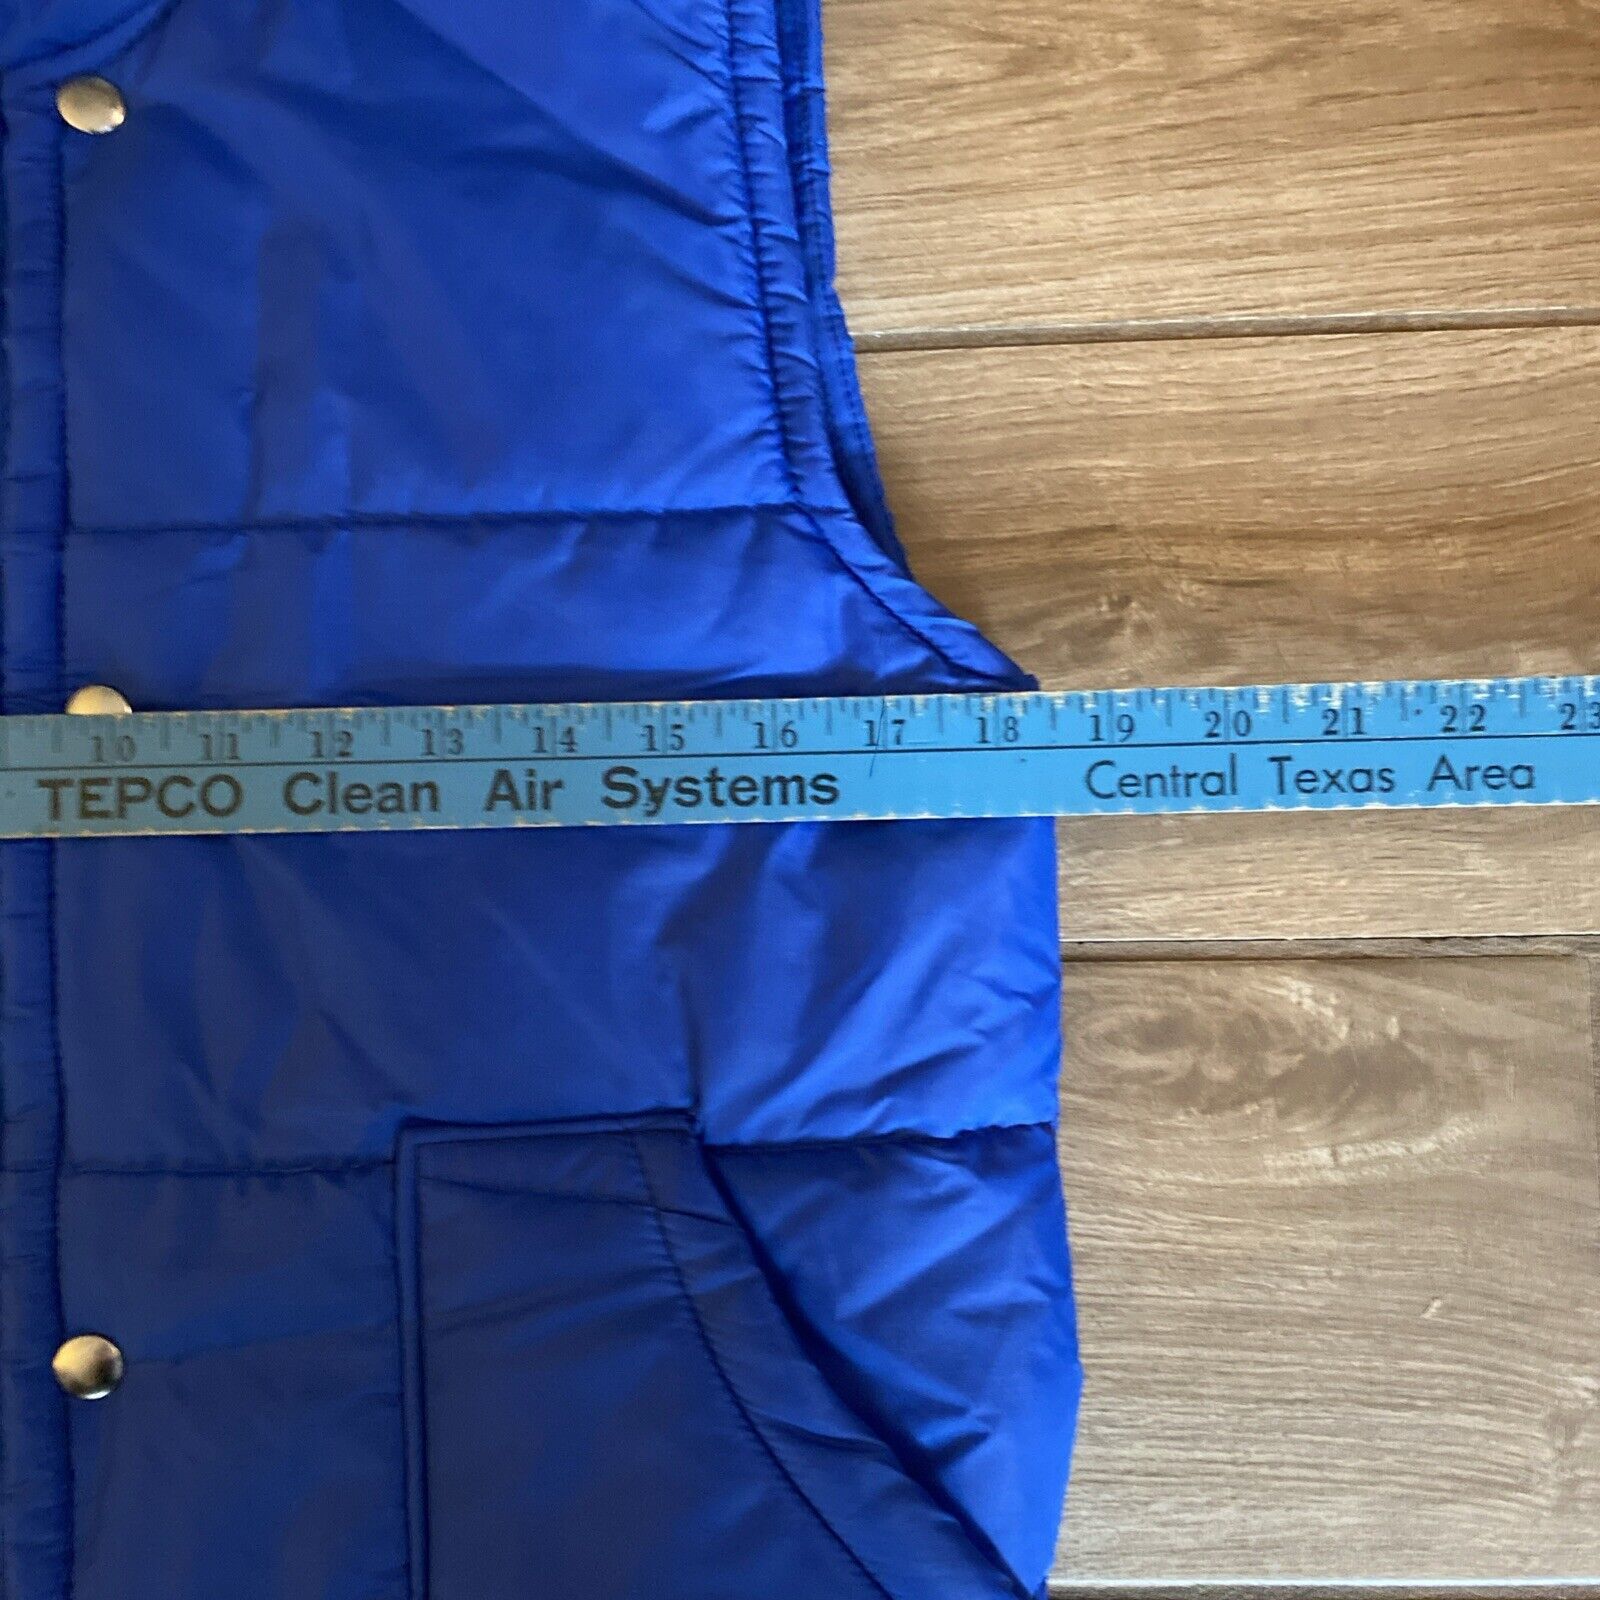 10 11 12 13 14 15 16 17 18 19 20 21 22 23
TEPCO Clean Air Systems Central Texas Area